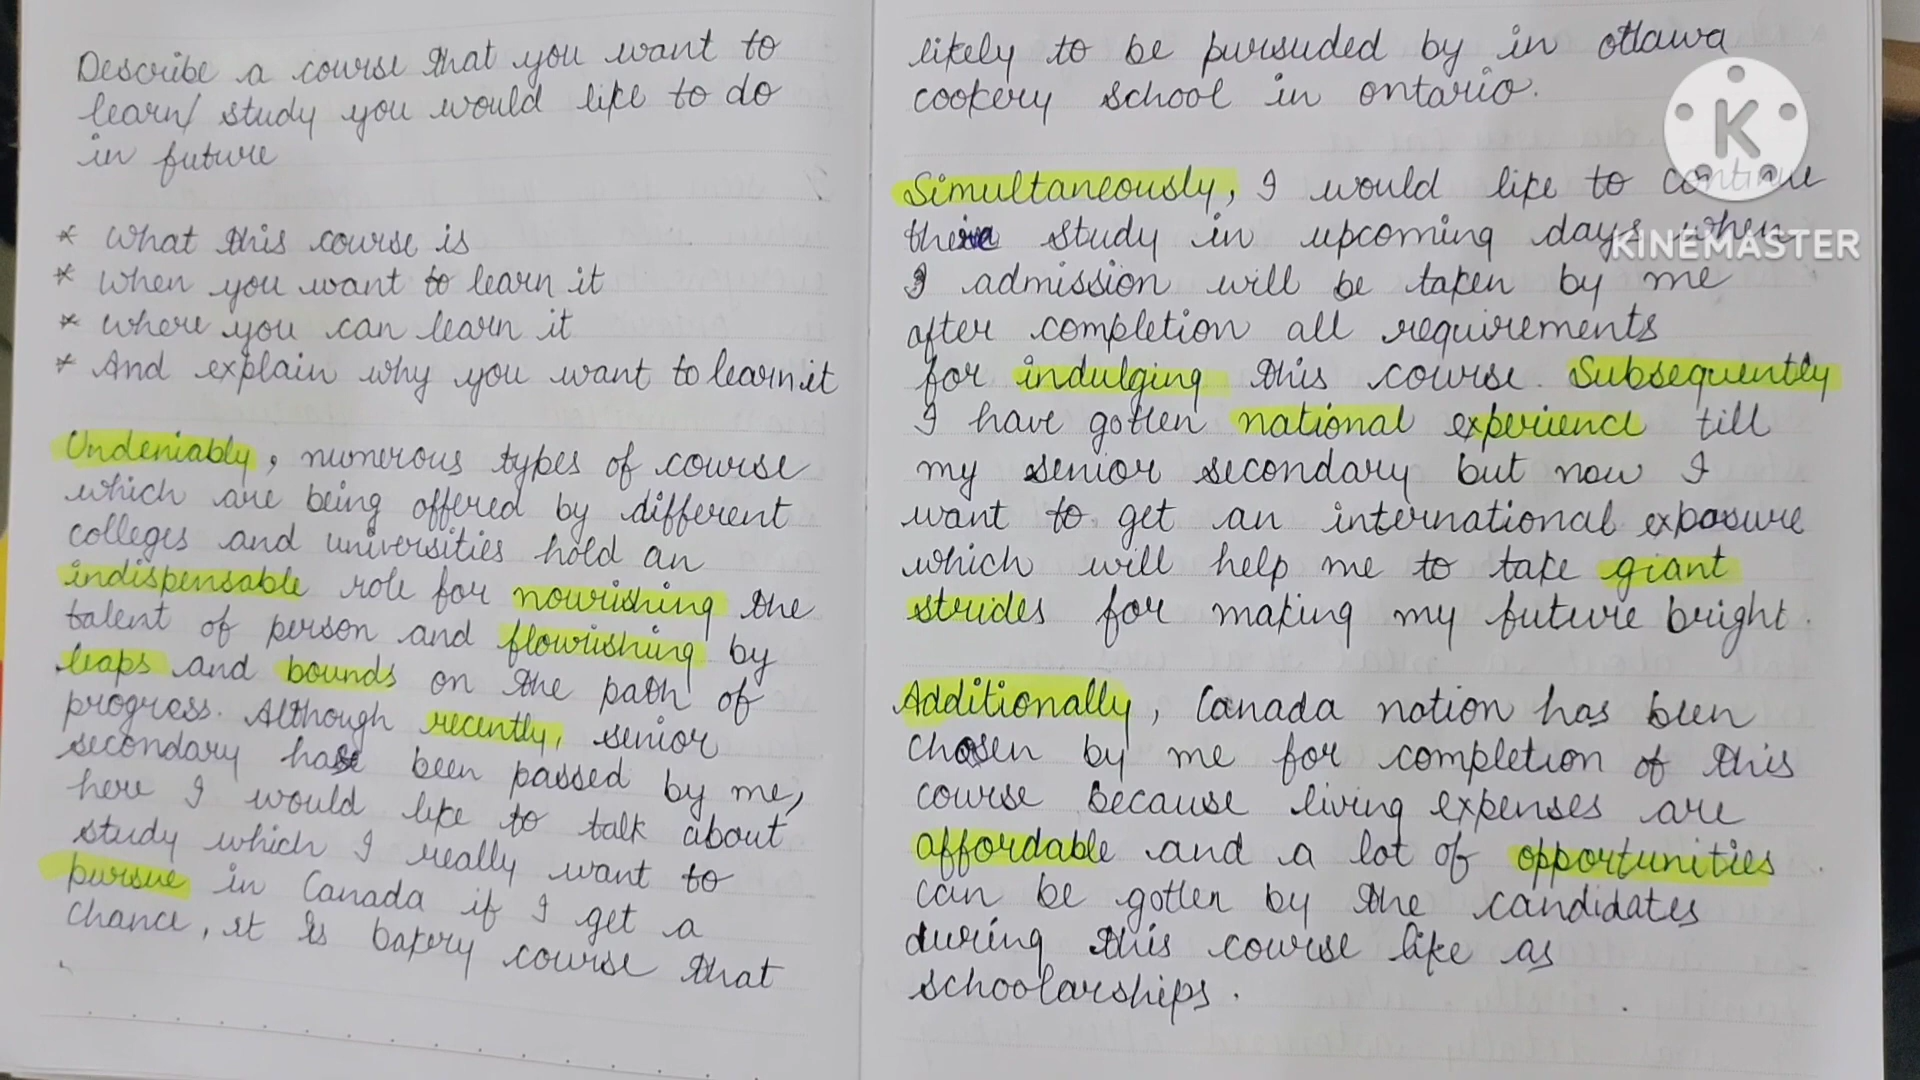 Describe a course that you want to
learn/ study you would like to do
in future
* What this course is
* When you want to learn it
* where you can learn it
* And explain why you want to learn it
Undeniably, numerous types of course
which are being offered by different
colleges and universities hold an
indispensable role for nourishing the
talent of person and flourishing by
leaps and bounds on the path of
progress. Although recently, senior
secondary has been passed by me,
here I would like to talk about
study which I really want to
pursue in Canada if I get a
chance, it is bakery course that
likely to be pursuded by in ottawa
cookery school in ontario.
Simultaneously, I would like to continue
study in upcoming days when
I admission will be taken by me
after completion all requirements
for indulging this course. Subsequently
I have gotten national experience till
my senior secondary but now I
want to get an international exposure
which will help me to take giant
strides for making my future bright.
Additionally, Canada nation has been
chosen by me for completion of this
course because living expenses are
affordable and a lot of opportunities
can be gotten by the candidates
during this course like as
schoolarships.
K
KINEMASTER